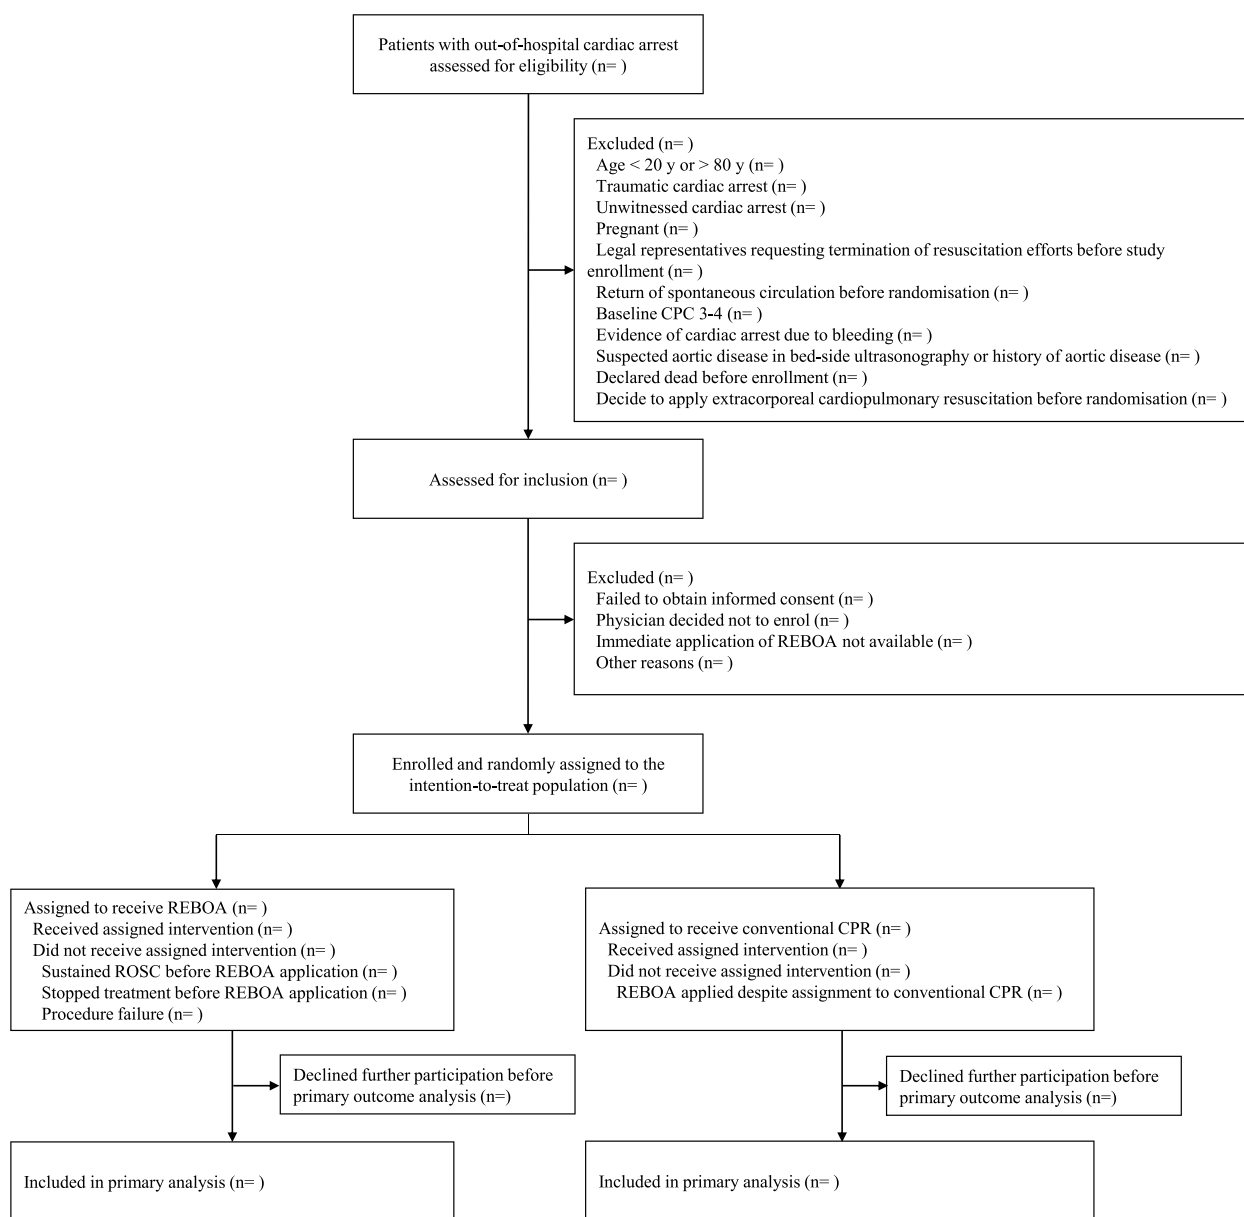 Patients with out-of-hospital cardiac arrest
assessed for eligibility (n= )
Excluded (n= )
Age < 20 y or > 80 y (n= )
Traumatic cardiac arrest (n= )
Unwitnessed cardiac arrest (n= )
Pregnant (n= )
Legal representatives requesting termination of resuscitation efforts before study
enrollment (n= )
Return of spontaneous circulation before randomisation (n= )
Baseline CPC 3-4 (n= )
Evidence of cardiac arrest due to bleeding (n= )
Suspected aortic disease in bed-side ultrasonography or history of aortic disease (n= )
Declared dead before enrollment (n= )
Decide to apply extracorporeal cardiopulmonary resuscitation before randomisation (n= )
Assessed for inclusion (n= )
Excluded (n= )
Failed to obtain informed consent (n= )
Physician decided not to enrol (n= )
Immediate application of REBOA not available (n= )
Other reasons (n= )
Enrolled and randomly assigned to the
intention-to-treat population (n= )
Assigned to receive REBOA (n= )
Received assigned intervention (n= )
Did not receive assigned intervention (n= )
Sustained ROSC before REBOA application (n= )
Stopped treatment before REBOA application (n= )
Procedure failure (n= )
Assigned to receive conventional CPR (n= )
Received assigned intervention (n= )
Did not receive assigned intervention (n= )
REBOA applied despite assignment to conventional CPR (n= )
Declined further participation before
primary outcome analysis (n=)
Declined further participation before
primary outcome analysis (n=)
Included in primary analysis (n= )
Included in primary analysis (n= )